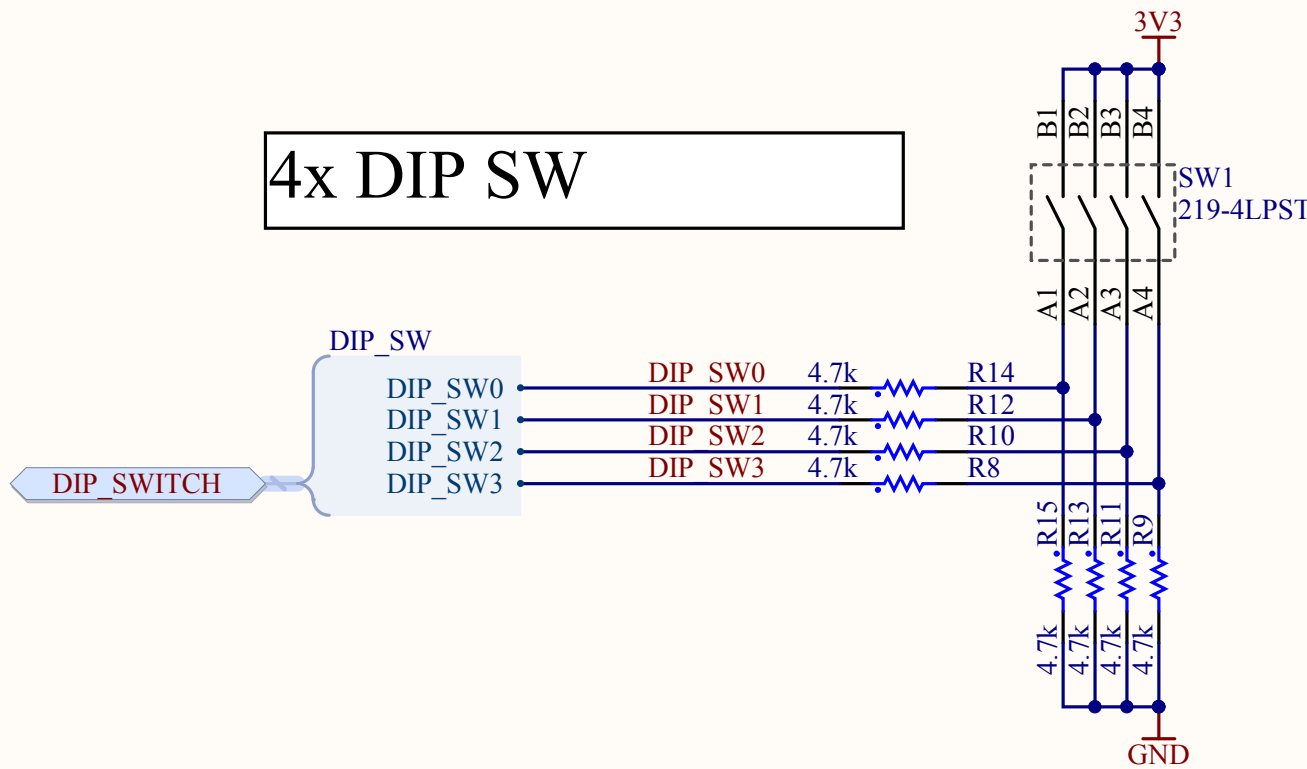 3V3
B1
B2
B3
B4
4x DIP SW
SW1
219-4LPST
A1
A2
A3
A4
DIP_SW
DIP_SW0
DIP_SW0
4.7k
R14
DIP_SW1
DIP_SW1
4.7k
R12
DIP_SW2
DIP_SW2
4.7k
R10
DIP_SW3
DIP_SW3
4.7k
R8
DIP_SWITCH
R15
R13
R11
R9
4.7k
4.7k
4.7k
4.7k
GND